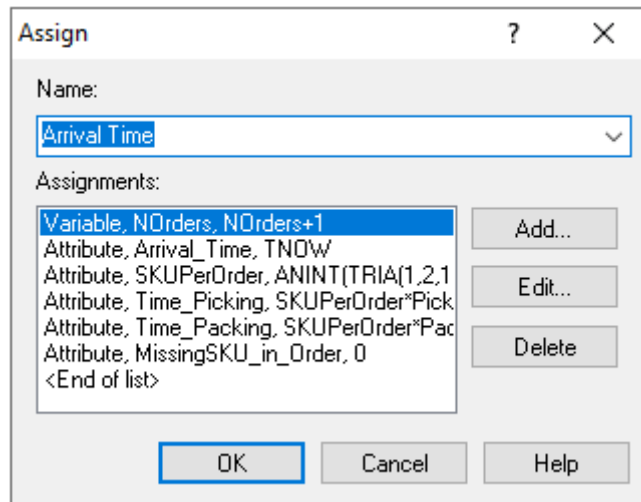 Assign ?
Name:
Arrival Time
Assignments:
Variable, NOrders, NOrders+1
Attribute, Arrival_Time, TNOW
Attribute, SKUPerOrder, ANINT(TRIA(1,2,1
Attribute, Time_Picking, SKUPerOrder*Pick
Attribute, Time_Packing, SKUPerOrder*Pac
Attribute, MissingSKU_in_Order, 0
<End of list>
Add...
Edit...
Delete
OK Cancel Help